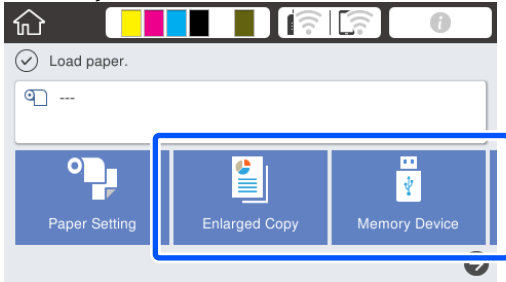 Load paper.
---
Paper Setting
Enlarged Copy
Memory Device